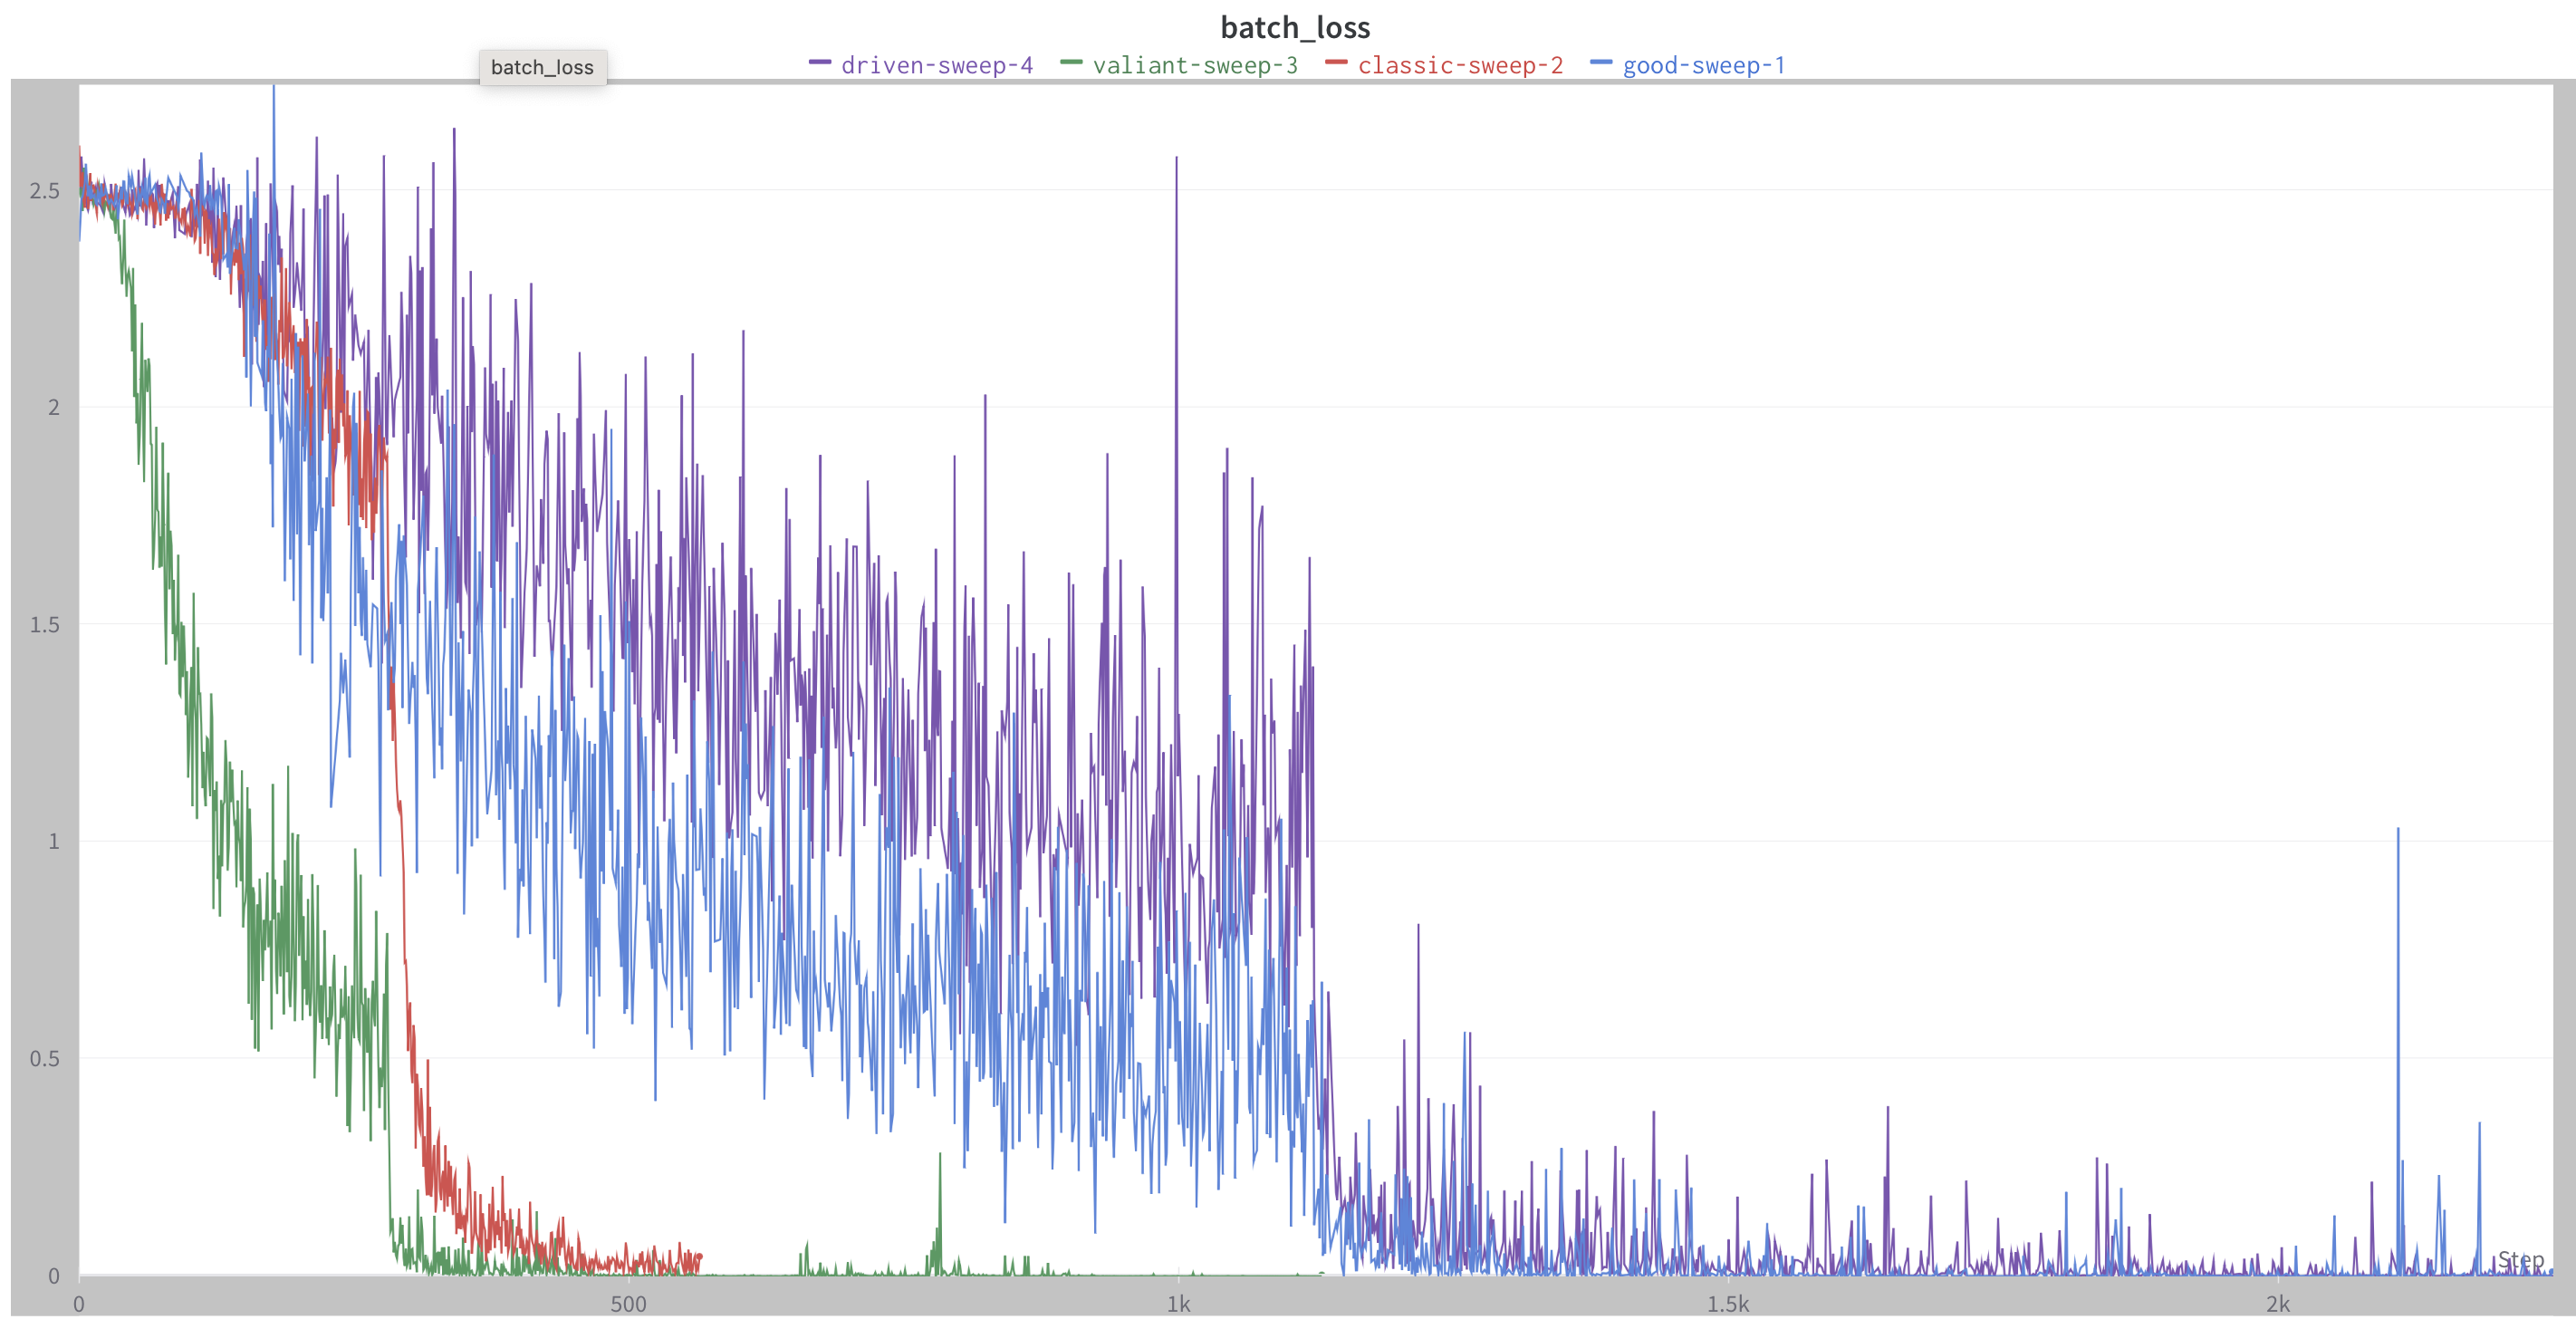 batch_loss
batch_loss
driven-sweep-4 valiant-sweep-3 classic-sweep-2 good-sweep-1
2.5
2
1.5
1
0.5
0
Step
0 500 1k 1.5k 2k